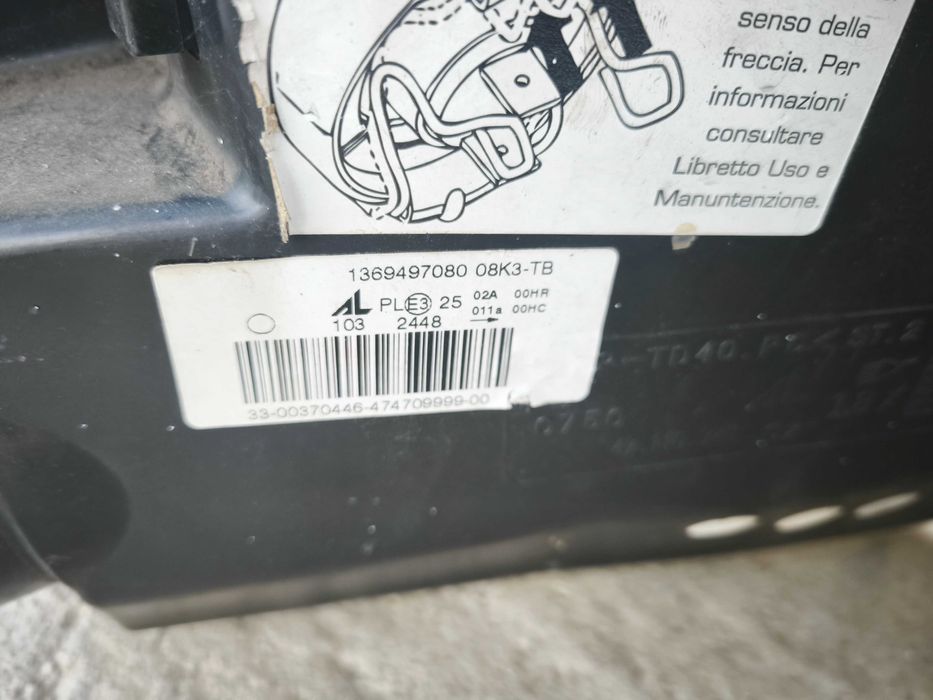 senso della
freccia. Per
informazioni
consultare
Libretto Uso e
Manuntenzione.
1369497080 08K3-TB
AL PL E3 25 02A 00HR
011a 00HC
103 2448
33-00370446-474709999-00
0750